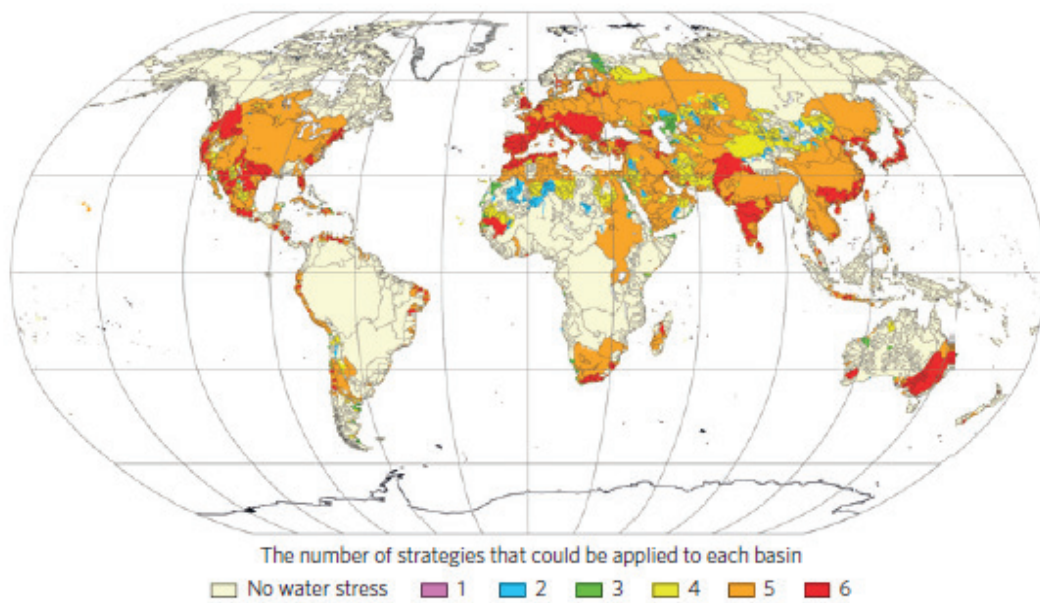 The number of strategies that could be applied to each basin
No water stress 1 2 3 4 5 6